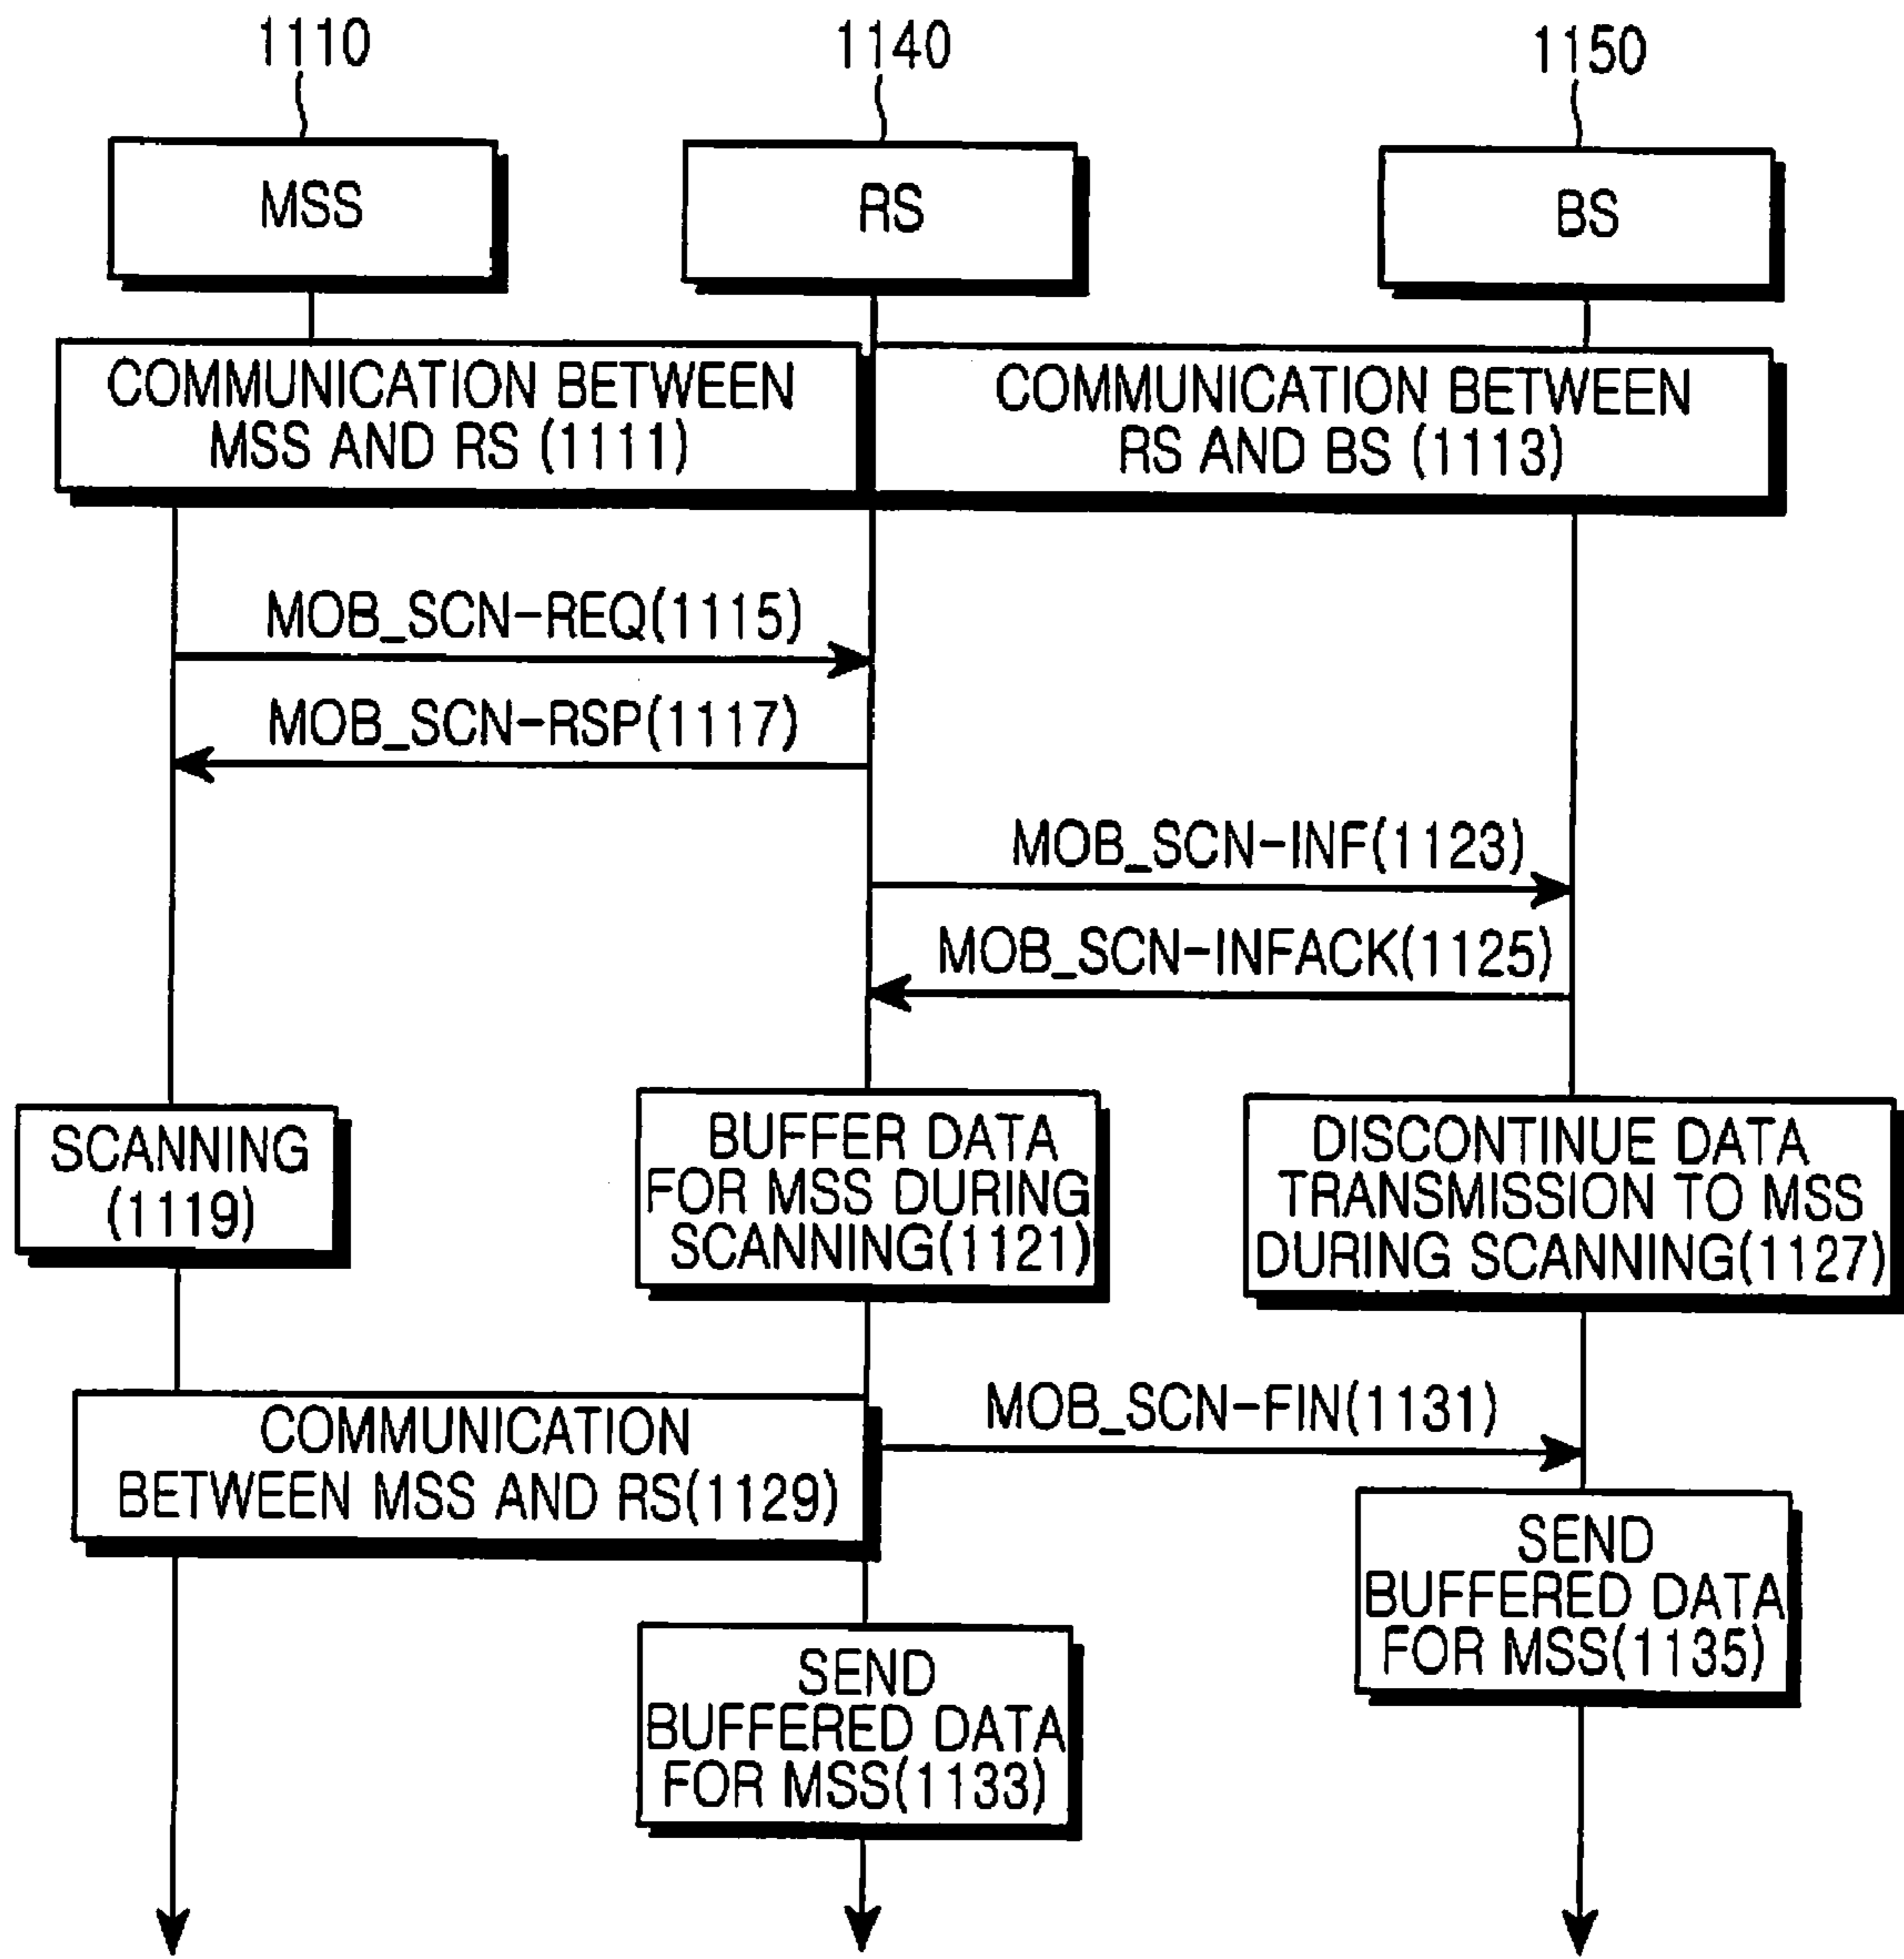 1110
1140
1150
MSS
RS
BS
COMMUNICATION BETWEEN
MSS AND RS (1111)
COMMUNICATION BETWEEN
RS AND BS (1113)
MOB_SCN-REQ(1115)
MOB_SCN-RSP(1117)
MOB_SCN-INF(1123)
MOB_SCN-INFACK(1125)
SCANNING
(1119)
BUFFER DATA
FOR MSS DURING
SCANNING(1121)
DISCONTINUE DATA
TRANSMISSION TO MSS
DURING SCANNING(1127)
COMMUNICATION
BETWEEN MSS AND RS(1129)
MOB_SCN-FIN(1131)
SEND
BUFFERED DATA
FOR MSS(1135)
SEND
BUFFERED DATA
FOR MSS(1133)